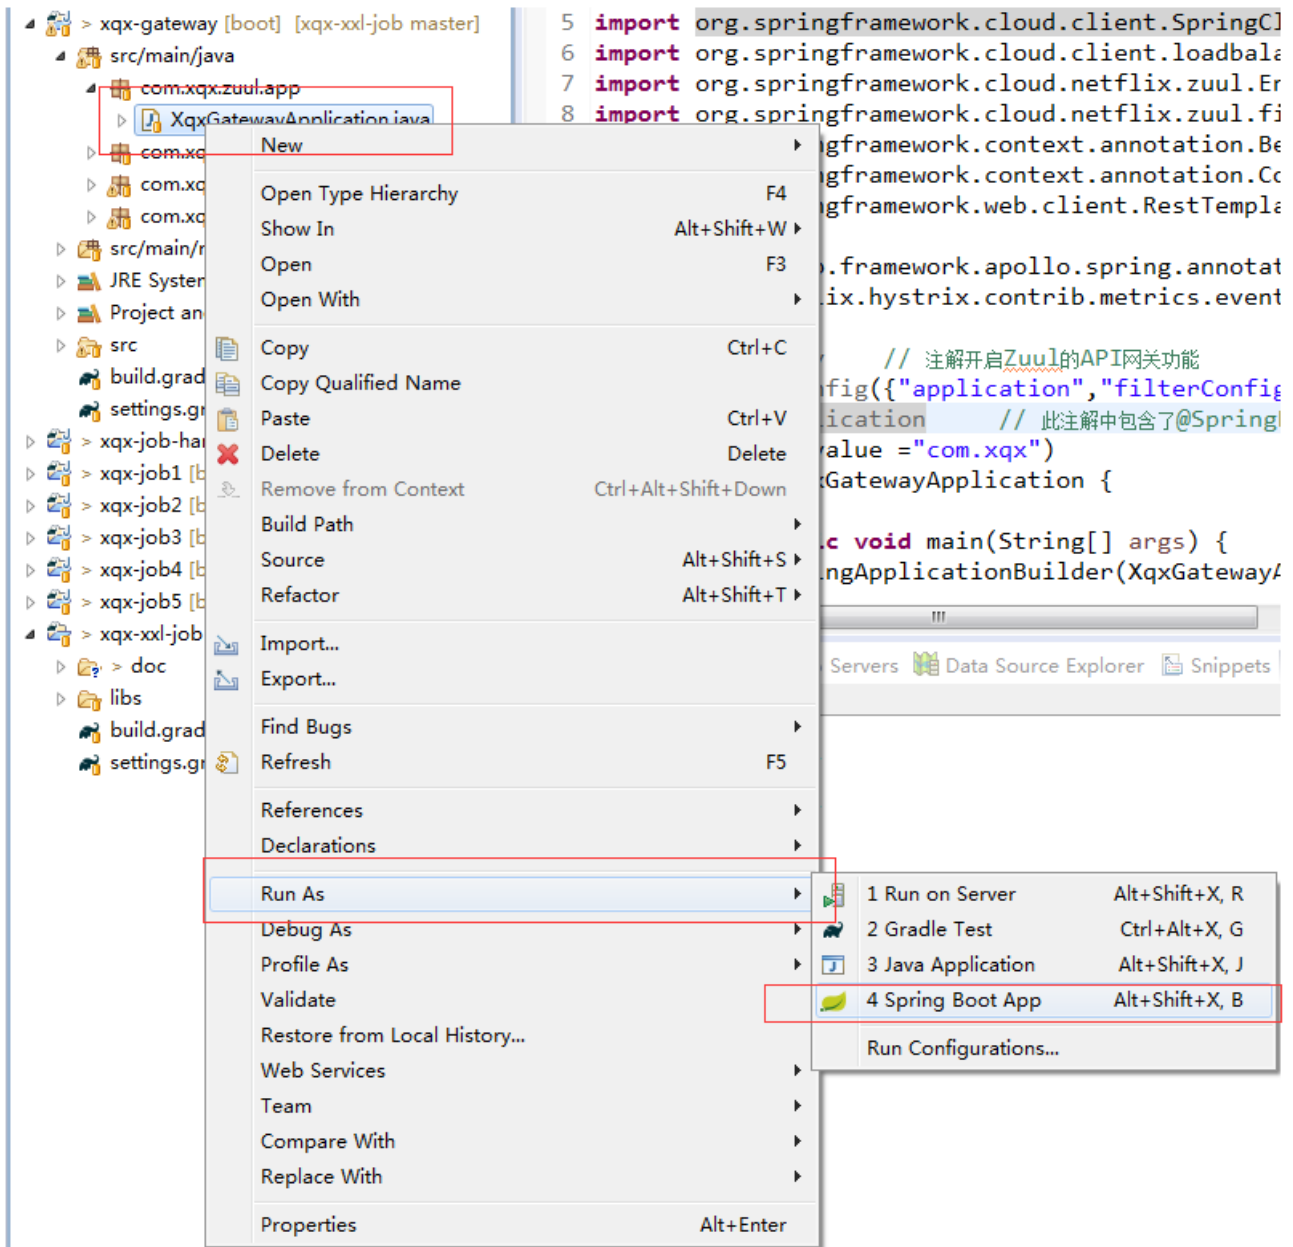 > xqx-gateway [boot] [xqx-xxl-job master]
src/main/java
com.xqx.zuul.app
XqxGatewayApplication.java
com.xq
com.xq
com.xq
src/main/r
JRE System
Project an
src
build.grad
settings.gr
> xqx-job-har
> xqx-job1 [b
> xqx-job2 [b
> xqx-job3 [b
> xqx-job4 [b
> xqx-job5 [b
> xqx-xxl-job
> doc
libs
build.grad
settings.gr
New
Open Type Hierarchy F4
Show In Alt+Shift+W
Open F3
Open With
Copy Ctrl+C
Copy Qualified Name
Paste Ctrl+V
Delete Delete
Remove from Context Ctrl+Alt+Shift+Down
Build Path
Source Alt+Shift+S
Refactor Alt+Shift+T
Import...
Export...
Find Bugs
Refresh F5
References
Declarations
Run As
Debug As
Profile As
Validate
Restore from Local History...
Web Services
Team
Compare With
Replace With
Properties Alt+Enter
1 Run on Server Alt+Shift+X, R
2 Gradle Test Ctrl+Alt+X, G
3 Java Application Alt+Shift+X, J
4 Spring Boot App Alt+Shift+X, B
Run Configurations...
5 import org.springframework.cloud.client.SpringCl
6 import org.springframework.cloud.client.loadbala
7 import org.springframework.cloud.netflix.zuul.En
8 import org.springframework.cloud.netflix.zuul.fi
gframework.context.annotation.Be
gframework.context.annotation.Co
gframework.web.client.RestTempla
.framework.apollo.spring.annotat
ix.hystrix.contrib.metrics.event
// 注解开启Zuul的API网关功能
fig({"application","filterConfig
ication // 此注解中包含了@Spring
alue ="com.xqx")
GatewayApplication {
c void main(String[] args) {
ngApplicationBuilder(XqxGatewayA
Servers Data Source Explorer Snippets